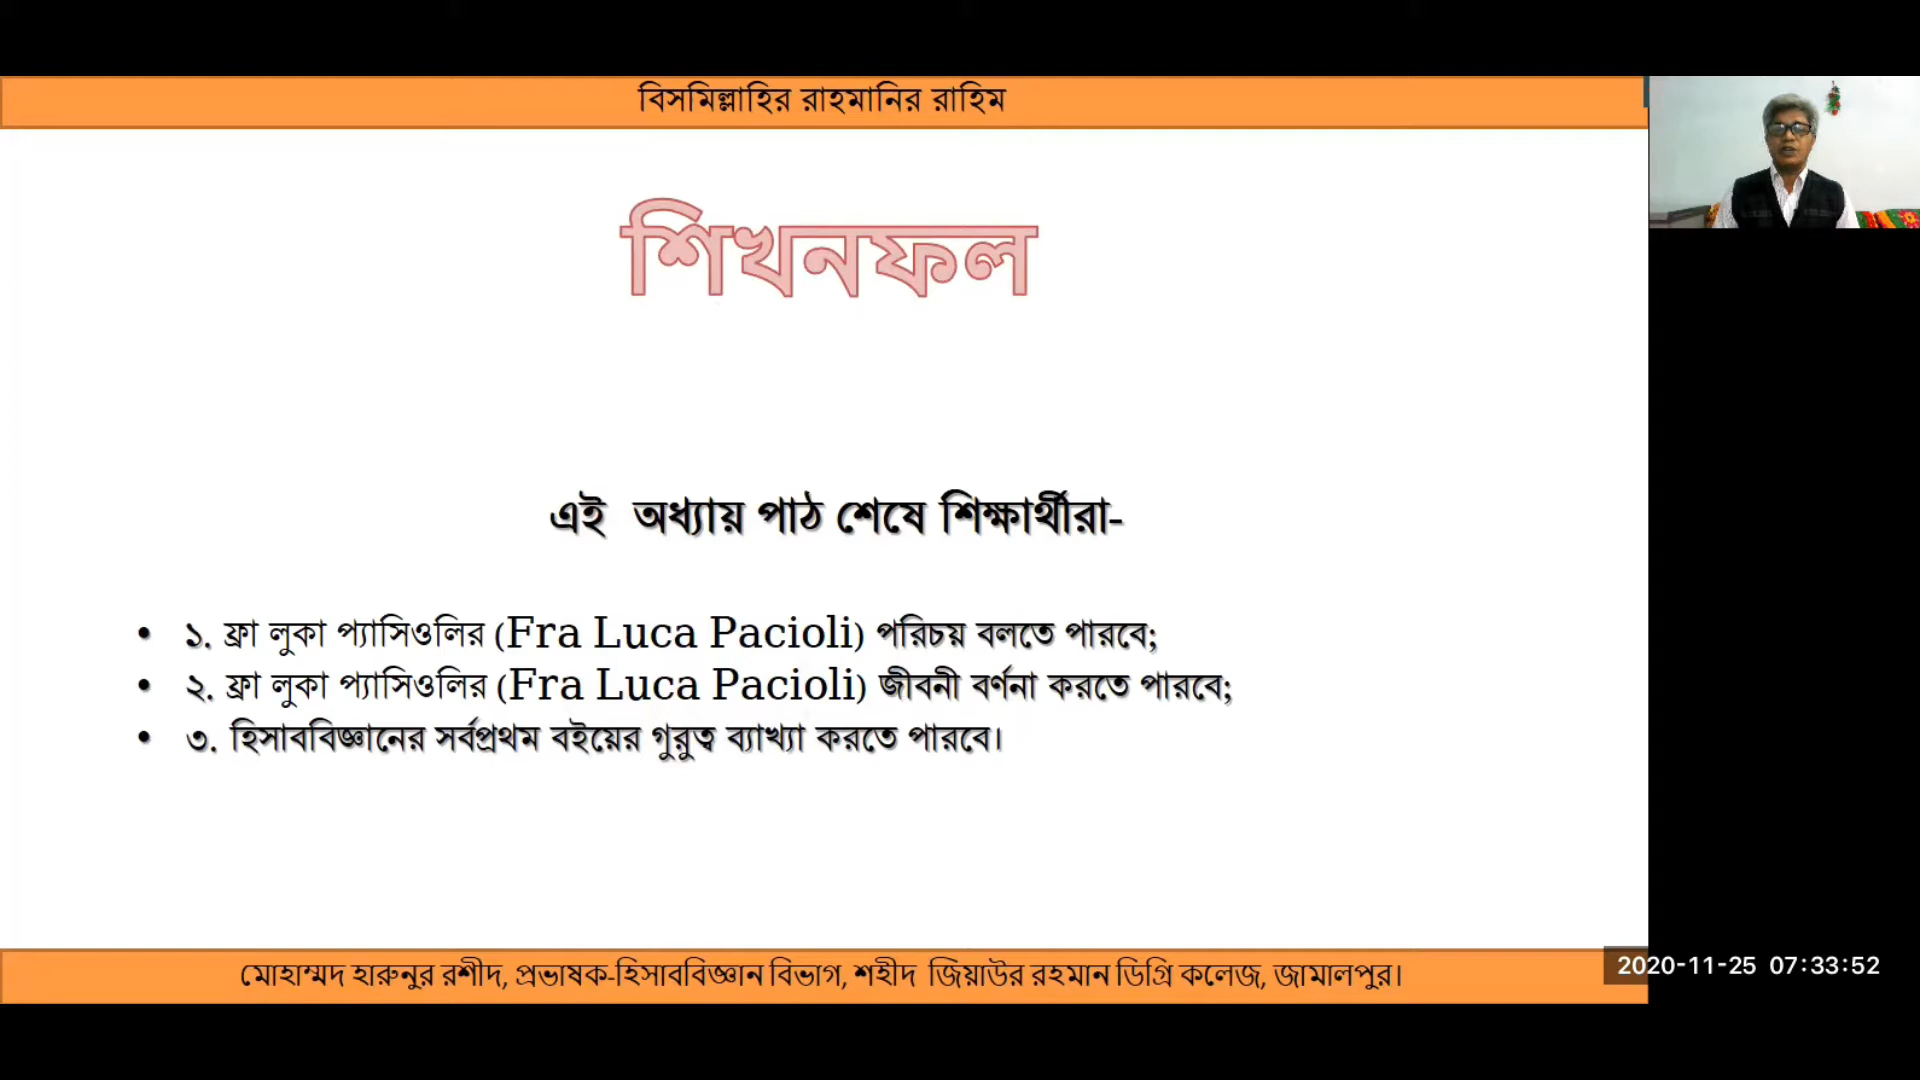 বিসমিল্লাহির রাহমানির রাহিম
শিখনফল
এই অধ্যায় পাঠ শেষে শিক্ষার্থীরা-
• ১. ফ্রা লুকা প্যাসিওলির (Fra Luca Pacioli) পরিচয় বলতে পারবে;
• ২. ফ্রা লুকা প্যাসিওলির (Fra Luca Pacioli) জীবনী বর্ণনা করতে পারবে;
• ৩. হিসাববিজ্ঞানের সর্বপ্রথম বইয়ের গুরুত্ব ব্যাখ্যা করতে পারবে।
মোহাম্মদ হারুনুর রশীদ, প্রভাষক-হিসাববিজ্ঞান বিভাগ, শহীদ জিয়াউর রহমান ডিগ্রি কলেজ, জামালপুর।
2020-11-25 07:33:52